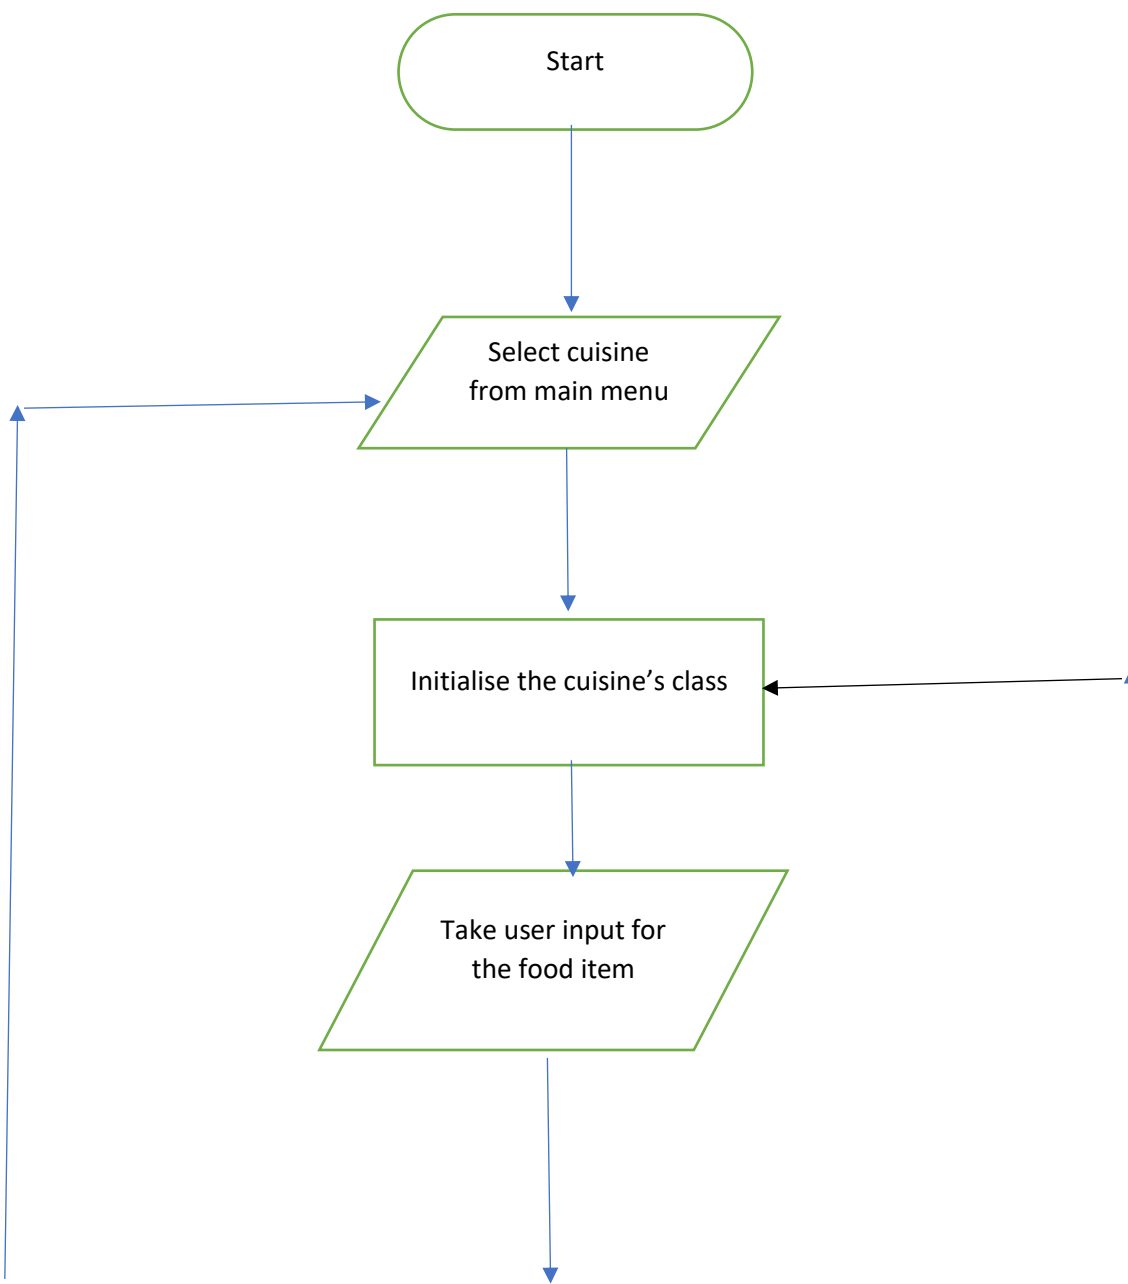 Start
Select cuisine
from main menu
Initialise the cuisine’s class
Take user input for
the food item